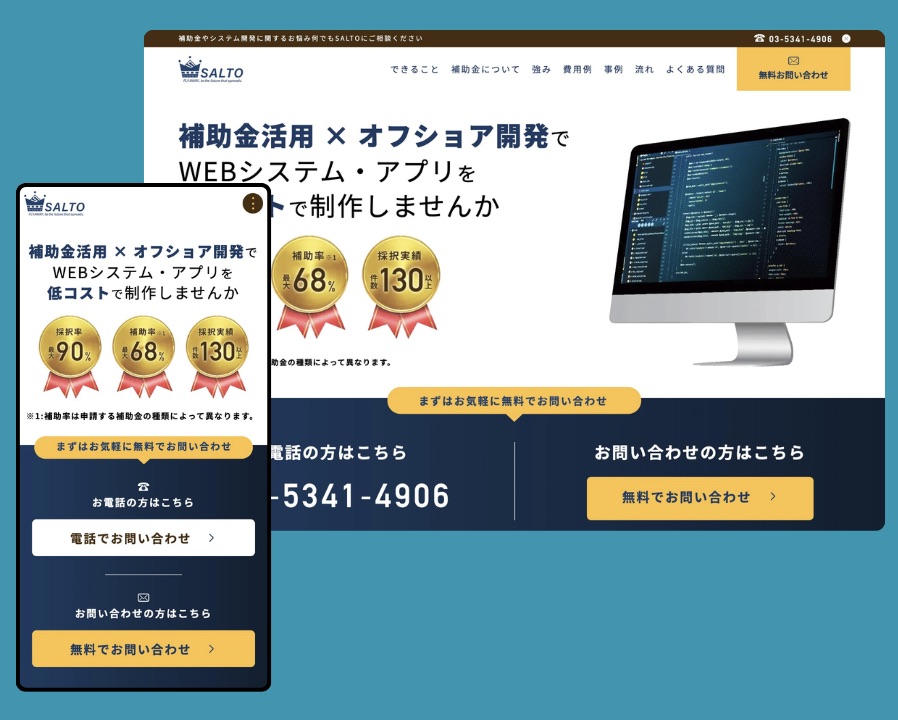 補助金やシステム開発に関するお悩み何でもSALTOにご相談ください
03-5341-4906
SALTO
できること 補助金について 強み 費用例 事例 流れ よくある質問
無料お問い合わせ
補助金活用 × オフショア開発で
WEBシステム・アプリを
トで制作しませんか
補助率※1
最大68%
採択実績
件数130以上
助金の種類によって異なります。
まずはお気軽に無料でお問い合わせ
電話の方はこちら
-5341-4906
お問い合わせの方はこちら
無料でお問い合わせ
SALTO
補助金活用 × オフショア開発で
WEBシステム・アプリを
低コストで制作しませんか
採択率
最大90%
補助率※1
最大68%
採択実績
件数130以上
※1:補助率は申請する補助金の種類によって異なります。
まずはお気軽に無料でお問い合わせ
お電話の方はこちら
電話でお問い合わせ
お問い合わせの方はこちら
無料でお問い合わせ